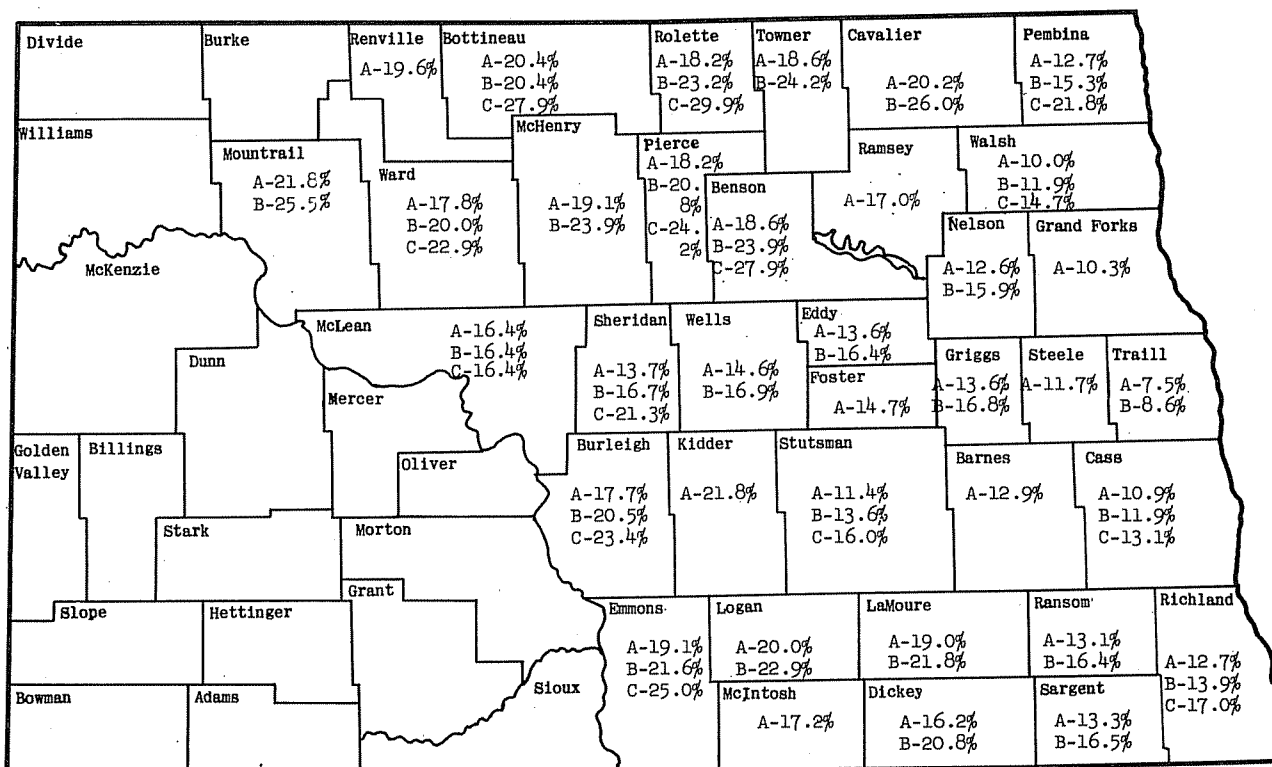 Divide
Burke
Renville
A-19.6%
Bottineau
A-20.4%
B-20.4%
C-27.9%
Rolette
A-18.2%
B-23.2%
C-29.9%
Towner
A-18.6%
B-24.2%
Cavalier
A-20.2%
B-26.0%
Pembina
A-12.7%
B-15.3%
C-21.8%
Williams
Mountrail
A-21.8%
B-25.5%
Ward
A-17.8%
B-20.0%
C-22.9%
McHenry
A-19.1%
B-23.9%
Pierce
A-18.2%
B-20.
8%
C-24.
2%
Benson
A-18.6%
B-23.9%
C-27.9%
Ramsey
A-17.0%
Walsh
A-10.0%
B-11.9%
C-14.7%
Nelson
A-12.6%
B-15.9%
Grand Forks
A-10.3%
McKenzie
Dunn
McLean
A-16.4%
B-16.4%
C-16.4%
Mercer
Oliver
Sheridan
A-13.7%
B-16.7%
C-21.3%
Wells
A-14.6%
B-16.9%
Eddy
A-13.6%
B-16.4%
Foster
A-14.7%
Griggs
A-13.6%
B-16.8%
Steele
A-11.7%
Traill
A-7.5%
B-8.6%
Golden
Valley
Billings
Stark
Morton
Burleigh
A-17.7%
B-20.5%
C-23.4%
Kidder
A-21.8%
Stutsman
A-11.4%
B-13.6%
C-16.0%
Barnes
A-12.9%
Cass
A-10.9%
B-11.9%
C-13.1%
Slope
Hettinger
Grant
Emmons
A-19.1%
B-21.6%
C-25.0%
Logan
A-20.0%
B-22.9%
LaMoure
A-19.0%
B-21.8%
Ransom
A-13.1%
B-16.4%
Richland
A-12.7%
B-13.9%
C-17.0%
Bowman
Adams
Sioux
McIntosh
A-17.2%
Dickey
A-16.2%
B-20.8%
Sargent
A-13.3%
B-16.5%